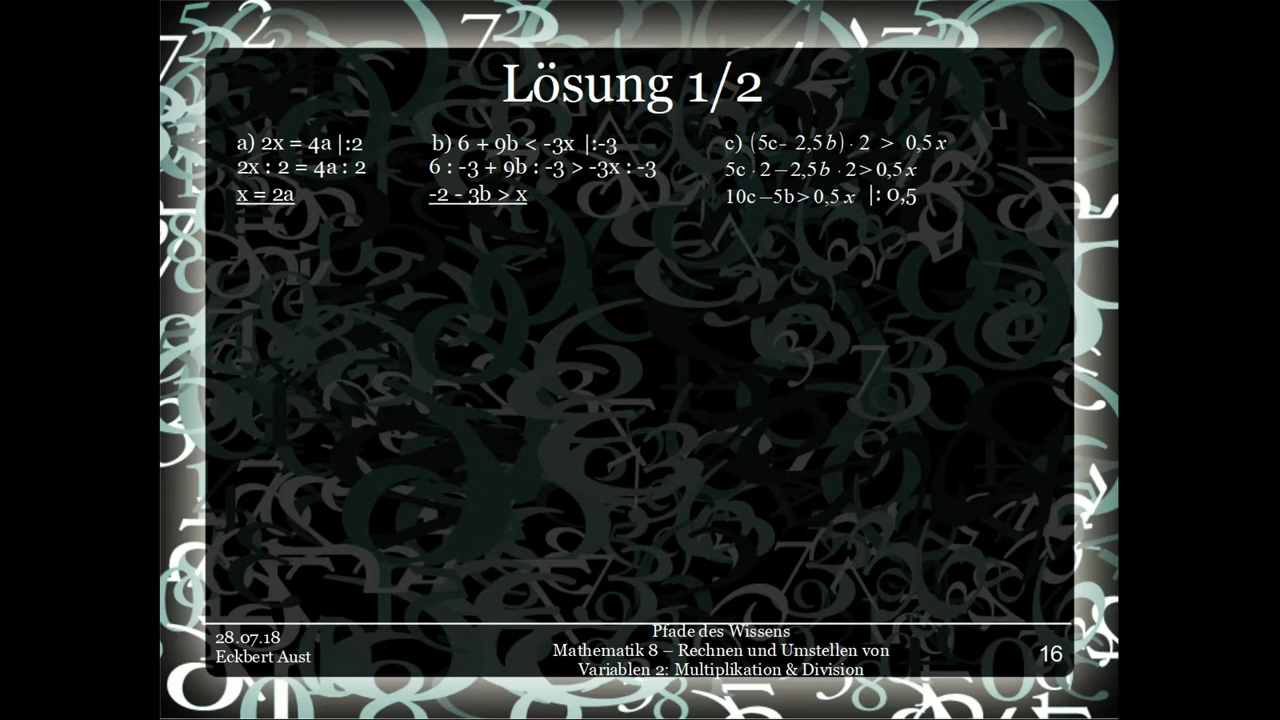 Lösung 1/2
a) 2x = 4a |:2
2x : 2 = 4a : 2
x = 2a
b) 6 + 9b < -3x |:-3
6 : -3 + 9b : -3 > -3x : -3
-2 - 3b > x
c) (5c- 2,5b) · 2 > 0,5x
5c · 2 − 2,5b · 2 > 0,5x
10c − 5b > 0,5x |: 0,5
28.07.18
Eckbert Aust
Pfade des Wissens
Mathematik 8 – Rechnen und Umstellen von
Variablen 2: Multiplikation & Division
16